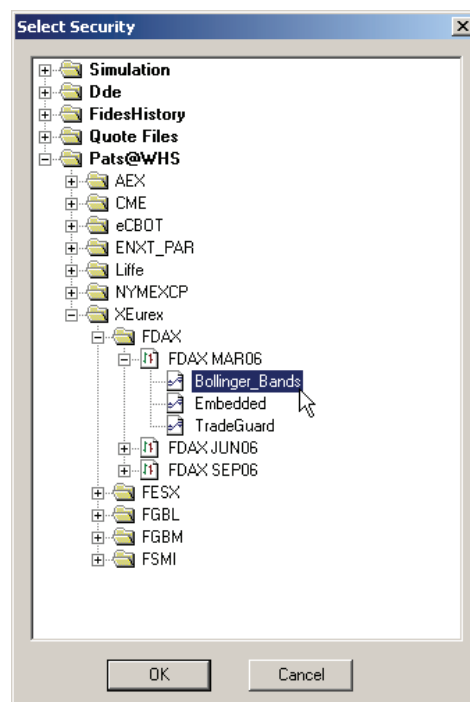 Select Security
Simulation
Dde
FidesHistory
Quote Files
Pats@WHS
AEX
CME
eCBOT
ENXT_PAR
Liffe
NYMEXCP
XEurex
FDAX
FDAX MAR06
Bollinger_Bands
Embedded
TradeGuard
FDAX JUN06
FDAX SEP06
FESX
FGBL
FGBM
FSMI
OK Cancel